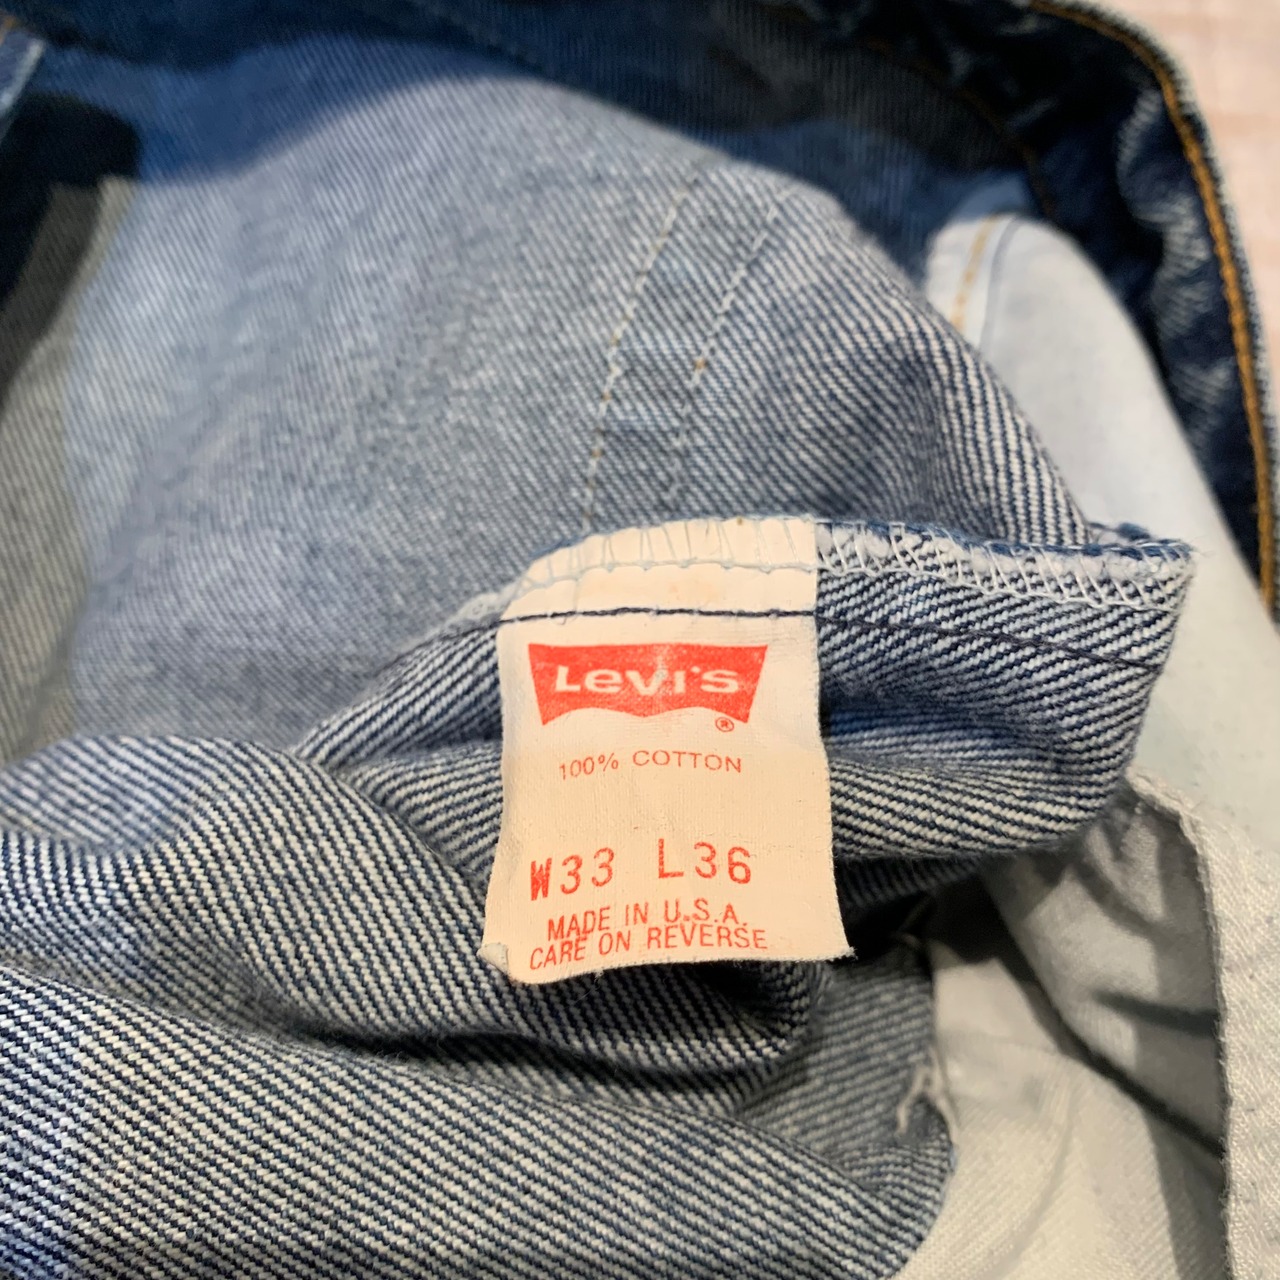 Levi's
®
100% COTTON
W33 L36
MADE IN U.S.A.
CARE ON REVERSE